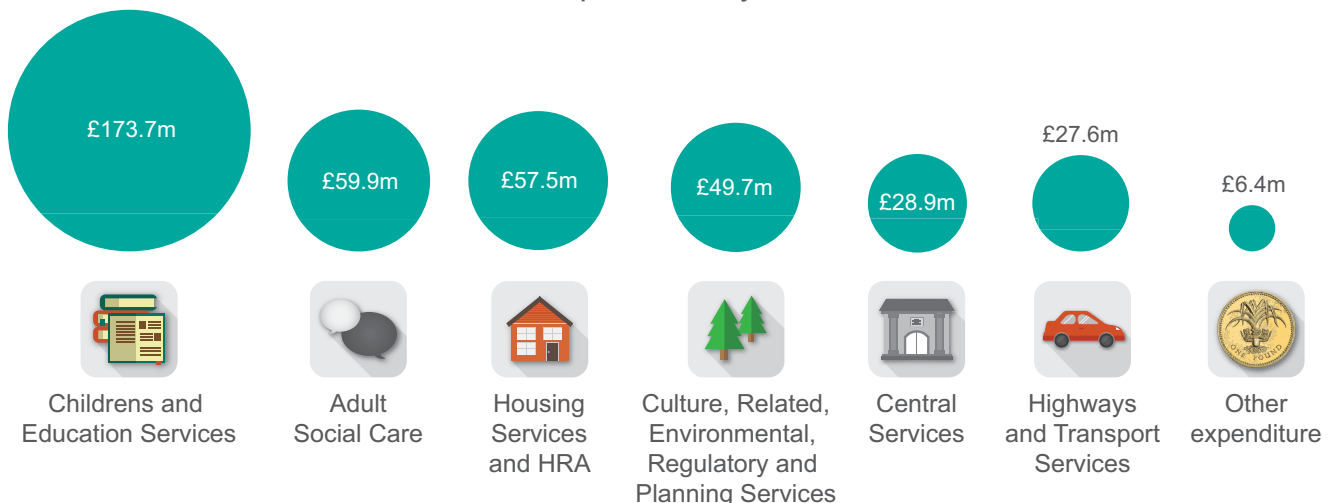 £173.7m
£59.9m
£57.5m
£49.7m
£28.9m
£27.6m
£6.4m
ONE POUND
Childrens and
Education Services
Adult
Social Care
Housing
Services
and HRA
Culture, Related,
Environmental,
Regulatory and
Planning Services
Central
Services
Highways
and Transport
Services
Other
expenditure